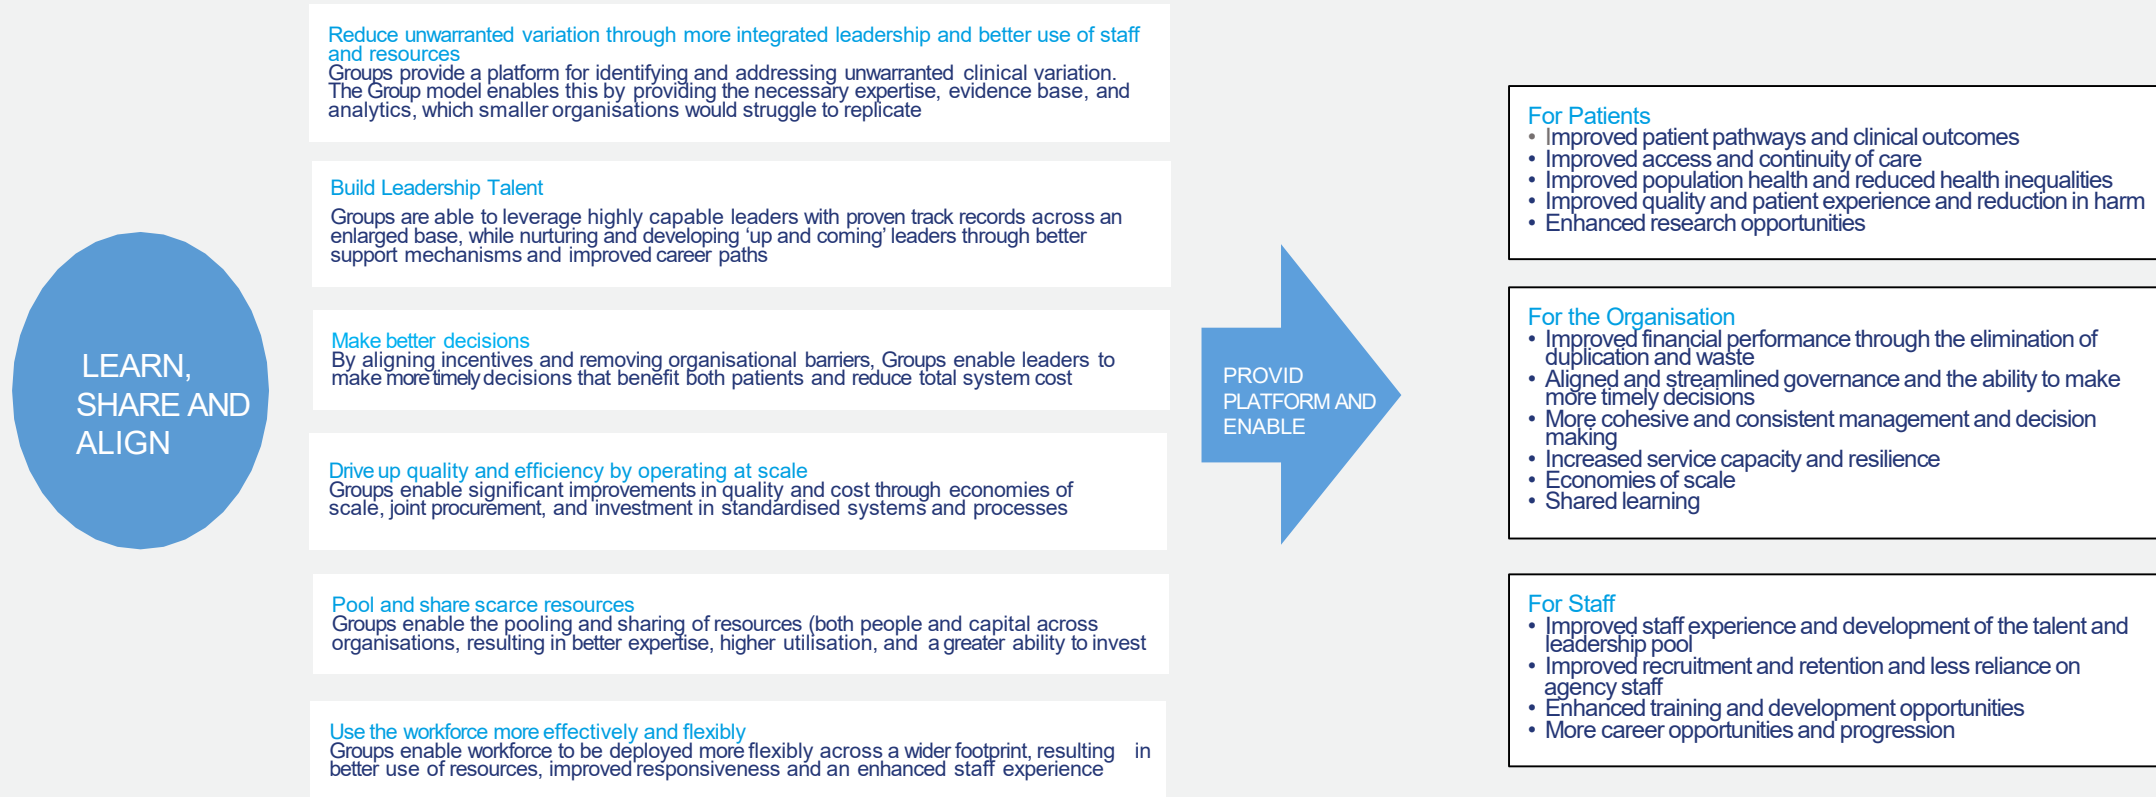 LEARN,
SHARE AND
ALIGN
Reduce unwarranted variation through more integrated leadership and better use of staff
and resources
Groups provide a platform for identifying and addressing unwarranted clinical variation.
The Group model enables this by providing the necessary expertise, evidence base, and
analytics, which smaller organisations would struggle to replicate
Build Leadership Talent
Groups are able to leverage highly capable leaders with proven track records across an
enlarged base, while nurturing and developing ‘up and coming’ leaders through better
support mechanisms and improved career paths
Make better decisions
By aligning incentives and removing organisational barriers, Groups enable leaders to
make more timely decisions that benefit both patients and reduce total system cost
Drive up quality and efficiency by operating at scale
Groups enable significant improvements in quality and cost through economies of
scale, joint procurement, and investment in standardised systems and processes
Pool and share scarce resources
Groups enable the pooling and sharing of resources (both people and capital across
organisations, resulting in better expertise, higher utilisation, and a greater ability to invest
Use the workforce more effectively and flexibly
Groups enable workforce to be deployed more flexibly across a wider footprint, resulting in
better use of resources, improved responsiveness and an enhanced staff experience
PROVID
PLATFORM AND
ENABLE
For Patients
• Improved patient pathways and clinical outcomes
• Improved access and continuity of care
• Improved population health and reduced health inequalities
• Improved quality and patient experience and reduction in harm
• Enhanced research opportunities
For the Organisation
• Improved financial performance through the elimination of
duplication and waste
• Aligned and streamlined governance and the ability to make
more timely decisions
• More cohesive and consistent management and decision
making
• Increased service capacity and resilience
• Economies of scale
• Shared learning
For Staff
• Improved staff experience and development of the talent and
leadership pool
• Improved recruitment and retention and less reliance on
agency staff
• Enhanced training and development opportunities
• More career opportunities and progression